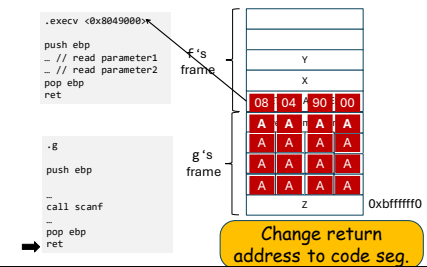 .execv <0x8049000>
push ebp
… // read parameter1
… // read parameter2
pop ebp
ret
.g
push ebp
…
call scanf
…
pop ebp
ret
f's
frame
g's
frame
Y
X
08 04 90 00
A A A A
A A A A
A A A A
A A A A
Z
0xbffffff0
Change return
address to code seg.